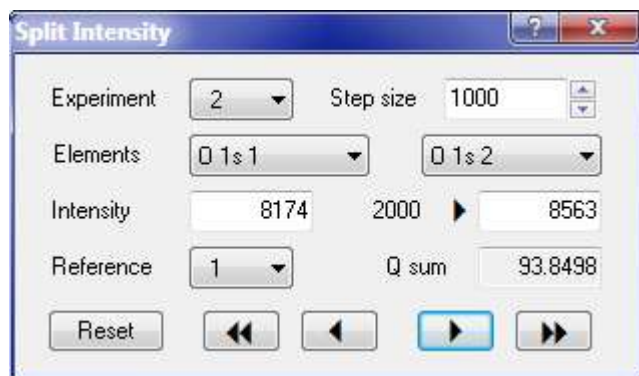 Split Intensity ?
Experiment 2 Step size 1000
Elements O 1s 1 O 1s 2
Intensity 8174 2000 8563
Reference 1 Q sum 93.8498
Reset